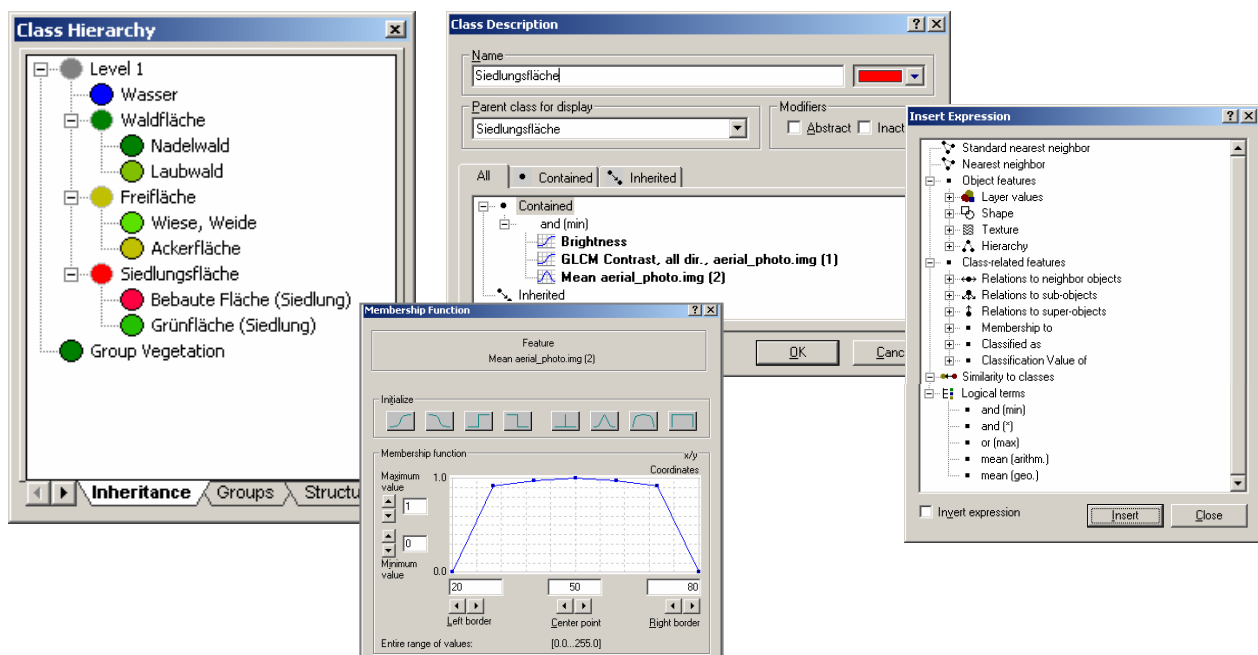 Class Hierarchy
Level 1
Wasser
Waldfläche
Nadelwald
Laubwald
Freifläche
Wiese, Weide
Ackerfläche
Siedlungsfläche
Bebaute Fläche (Siedlung)
Grünfläche (Siedlung)
Group Vegetation
Inheritance
Groups
Structu
Class Description
Name
Siedlungsfläche
Parent class for display
Siedlungsfläche
Modifiers
Abstract
Inact
All
Contained
Inherited
Contained
and (min)
Brightness
GLCM Contrast, all dir., aerial_photo.img (1)
Mean aerial_photo.img (2)
Inherited
OK
Canc
Membership Function
Feature
Mean aerial_photo.img (2)
Initialize
Membership function
x/y
Coordinates
Maximum
value
1.0
1
0
Minimum
value
0.0
20
50
80
Left border
Center point
Right border
Entire range of values:
[0.0...255.0]
Insert Expression
Standard nearest neighbor
Nearest neighbor
Object features
Layer values
Shape
Texture
Hierarchy
Class-related features
Relations to neighbor objects
Relations to sub-objects
Relations to super-objects
Membership to
Classified as
Classification Value of
Similarity to classes
Logical terms
and (min)
and (*)
or (max)
mean (arithm.)
mean (geo.)
Invert expression
Insert
Close